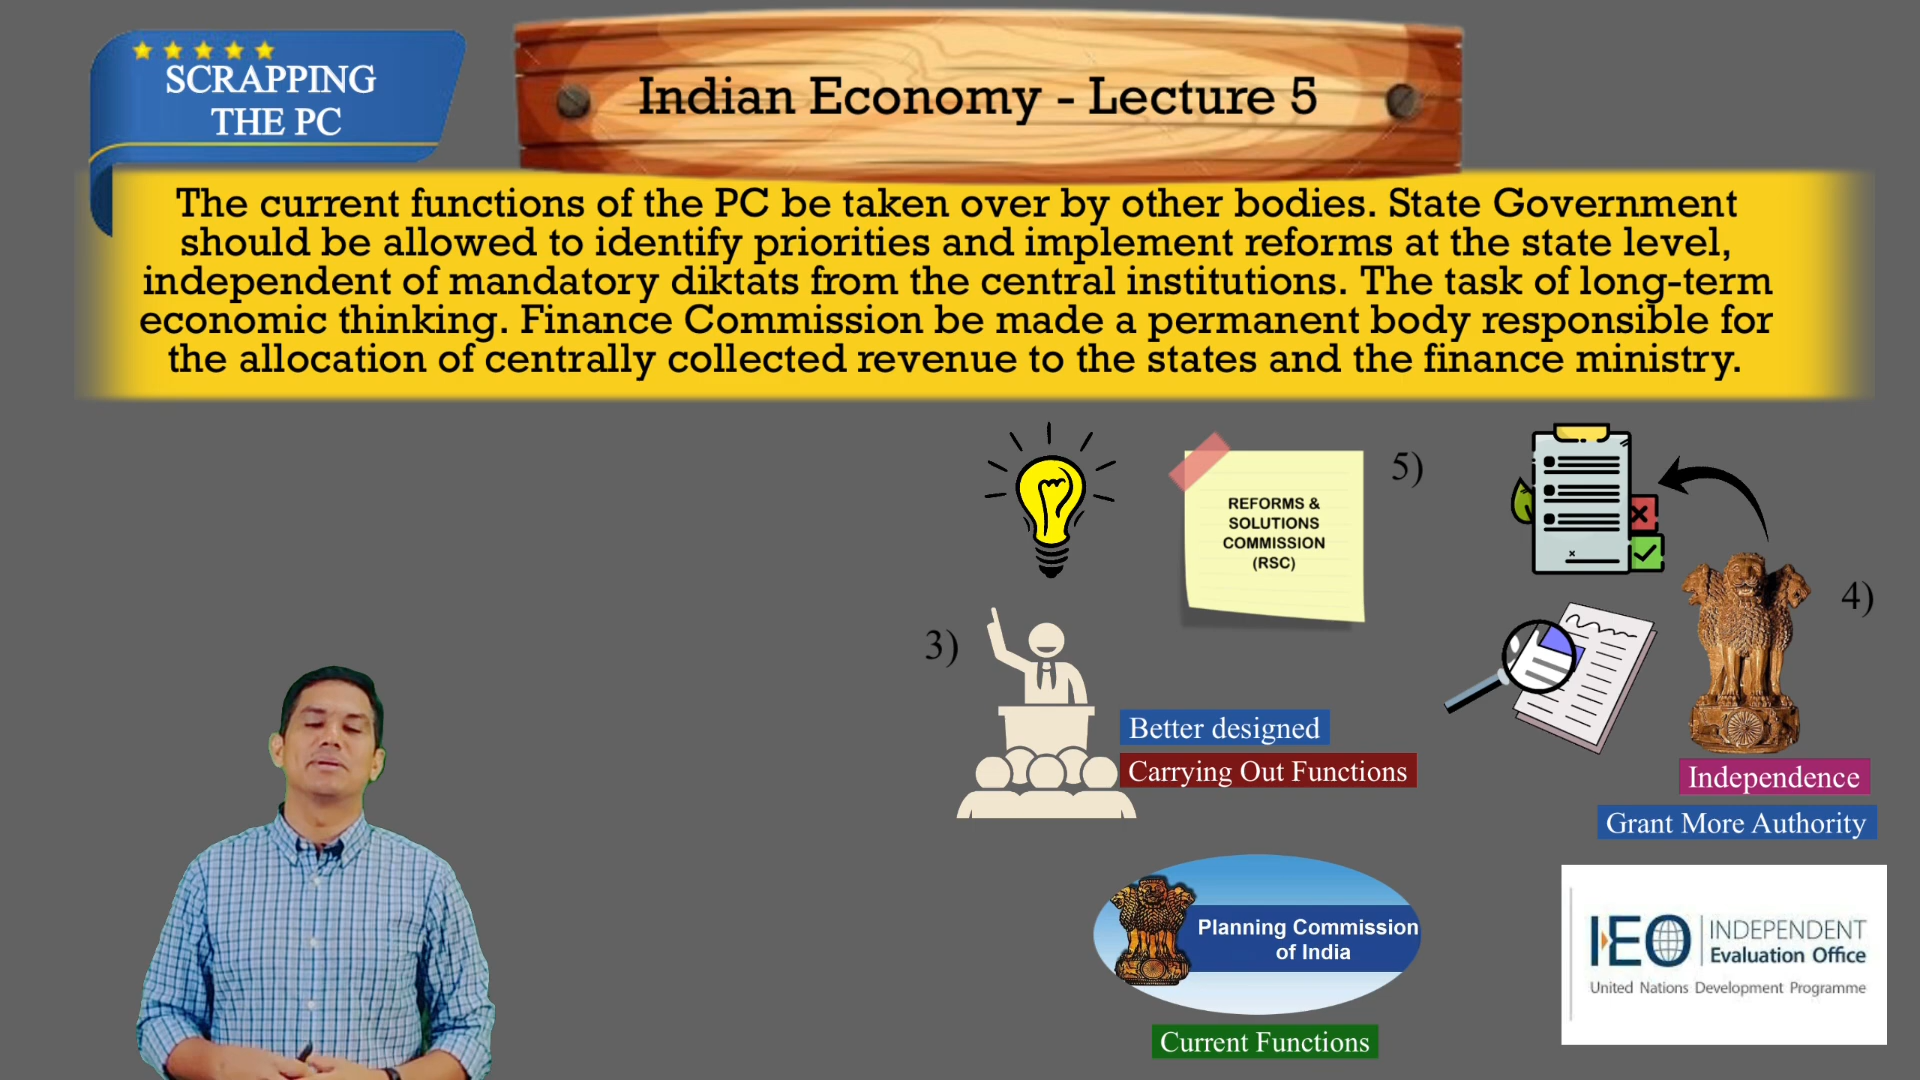 SCRAPPING
THE PC
Indian Economy - Lecture 5
The current functions of the PC be taken over by other bodies. State Government
should be allowed to identify priorities and implement reforms at the state level,
independent of mandatory diktats from the central institutions. The task of long-term
economic thinking. Finance Commission be made a permanent body responsible for
the allocation of centrally collected revenue to the states and the finance ministry.
REFORMS &
SOLUTIONS
COMMISSION
(RSC)
5)
4)
3)
Better designed
Carrying Out Functions
Independence
Grant More Authority
Planning Commission
of India
Current Functions
IEO INDEPENDENT
Evaluation Office
United Nations Development Programme